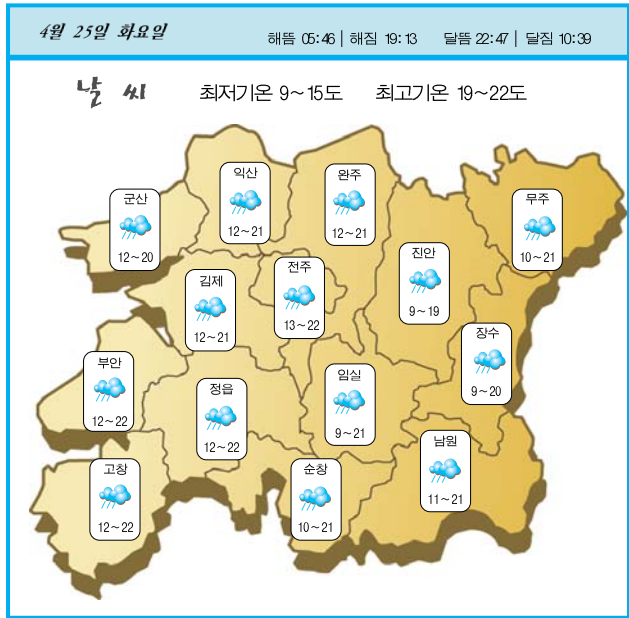 4월 25일 화요일
해뜸 05:46 | 해짐 19:13 달뜸 22:47 | 달짐 10:39
날 씨 최저기온 9~15도 최고기온 19~22도
익산
12~21
완주
12~21
군산
12~20
무주
10~21
진안
9~19
전주
13~22
김제
12~21
장수
9~20
부안
12~22
임실
9~21
정읍
12~22
남원
11~21
고창
12~22
순창
10~21